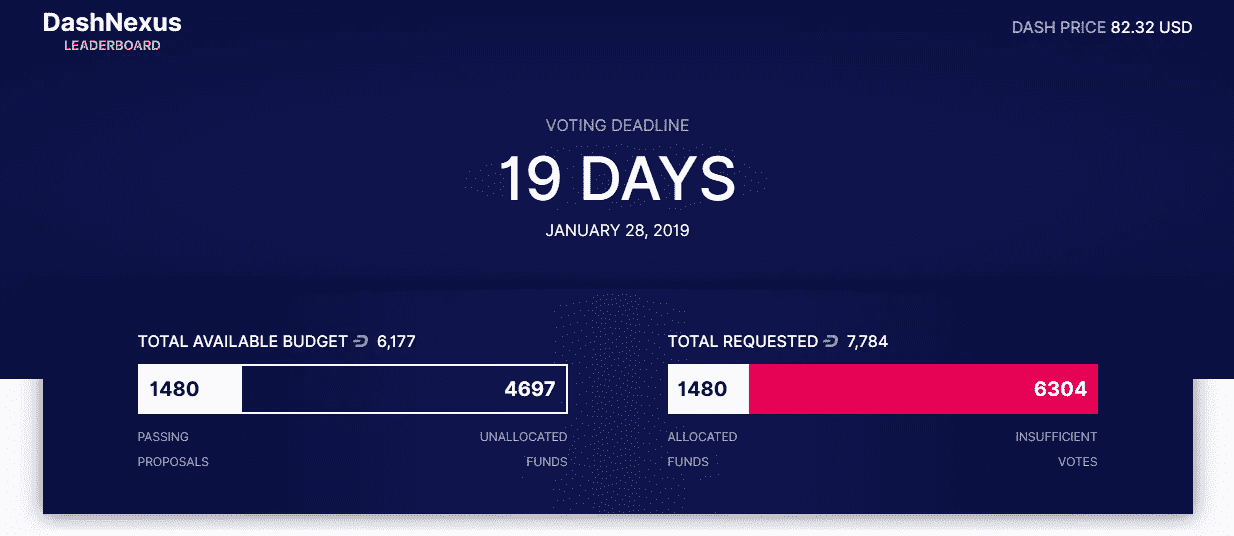 DashNexus
LEADERBOARD
DASH PRICE 82.32 USD
VOTING DEADLINE
19 DAYS
JANUARY 28, 2019
TOTAL AVAILABLE BUDGET 6,177
1480 4697
PASSING UNALLOCATED
PROPOSALS FUNDS
TOTAL REQUESTED 7,784
1480 6304
ALLOCATED INSUFFICIENT
FUNDS VOTES